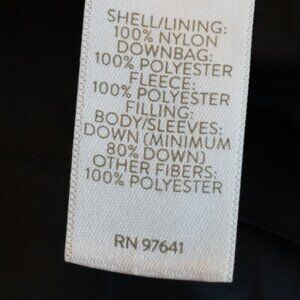 SHELL/LINING:
100% NYLON
DOWNBAG:
100% POLYESTER
FLEECE:
100% POLYESTER
FILLING:
BODY/SLEEVES:
DOWN (MINIMUM
80% DOWN)
OTHER FIBERS:
100% POLYESTER
RN 97641